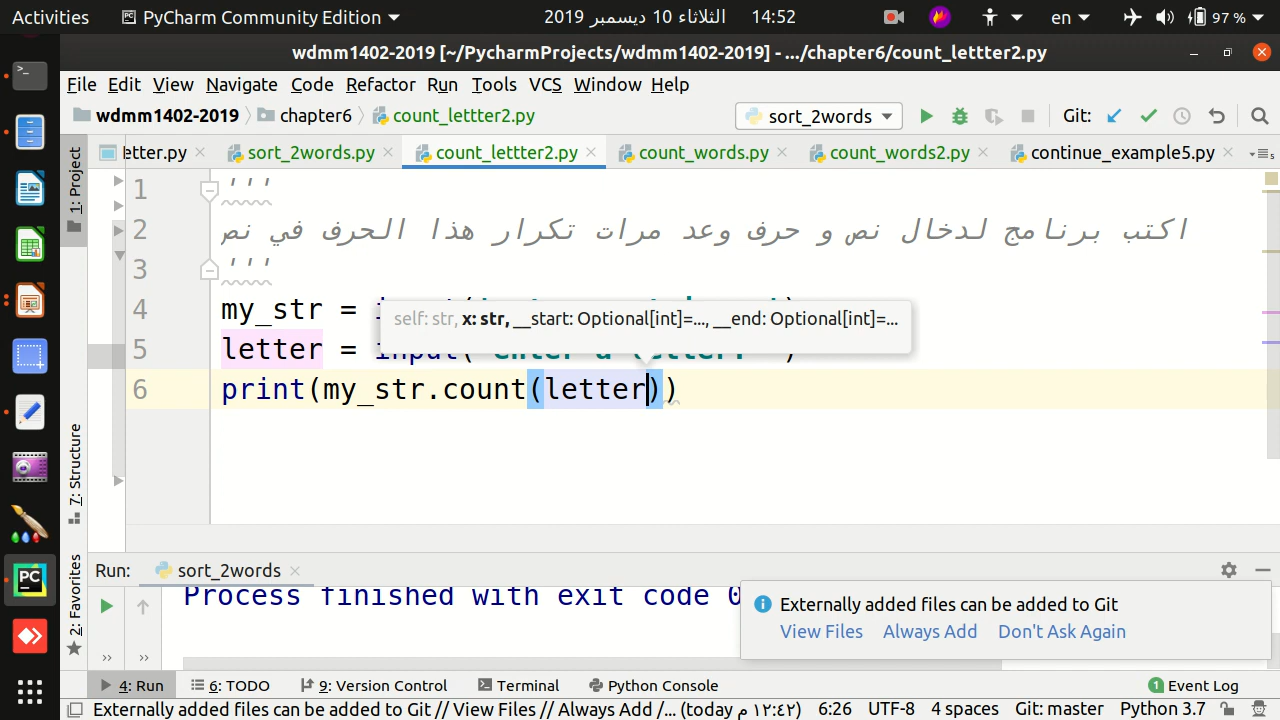 Activities
PyCharm Community Edition
الثلاثاء 10 ديسمبر 2019 14:52
en
97 %
wdmm1402-2019 [~/PycharmProjects/wdmm1402-2019] - .../chapter6/count_lettter2.py
File Edit View Navigate Code Refactor Run Tools VCS Window Help
wdmm1402-2019 chapter6 count_lettter2.py
sort_2words
Git:
etter.py sort_2words.py count_lettter2.py count_words.py count_words2.py continue_example5.py
1: Project
7: Structure
2: Favorites
1 '''
2 اكتب برنامج لدخال نص و حرف وعد مرات تكرار هذا الحرف في نص
3 '''
4 my_str =
self: str, x: str, __start: Optional[int]=..., __end: Optional[int]=...
5 letter = input(
6 print(my_str.count(letter))
Run: sort_2words
Process finished with exit code 0
Externally added files can be added to Git
View Files Always Add Don't Ask Again
4: Run 6: TODO 9: Version Control Terminal Python Console 1 Event Log
Externally added files can be added to Git // View Files // Always Add /... (today ١٢:٤٢ م) 6:26 UTF-8 4 spaces Git: master Python 3.7